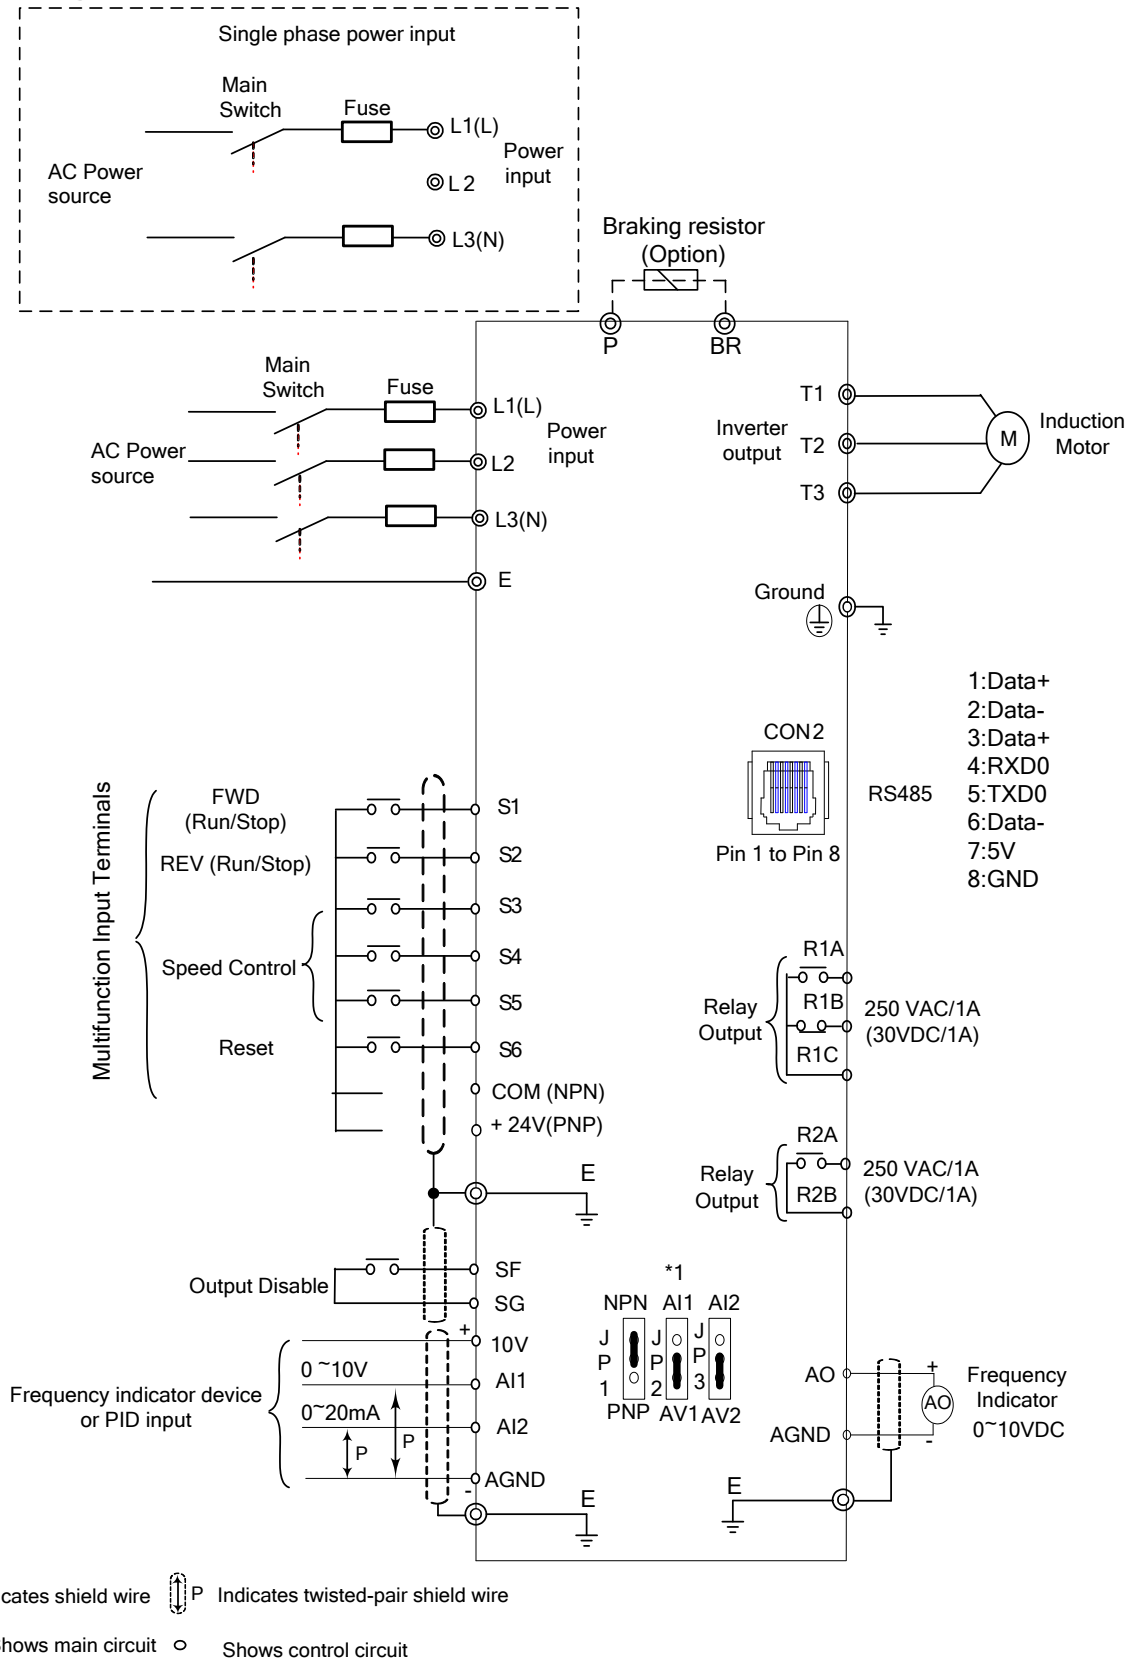 Single phase power input
Main
Switch
Fuse
L1(L)
Power
input
AC Power
source
L 2
L3(N)
Braking resistor
(Option)
P
BR
Main
Switch
Fuse
L1(L)
Power
input
AC Power
source
L2
L3(N)
E
T1
Inverter
output
T2
T3
M
Induction
Motor
Ground
1:Data+
2:Data-
3:Data+
4:RXD0
5:TXD0
6:Data-
7:5V
8:GND
CON2
RS485
Pin 1 to Pin 8
Multifunction Input Terminals
FWD
(Run/Stop)
S1
REV (Run/Stop)
S2
S3
Speed Control
S4
S5
Reset
S6
COM (NPN)
+ 24V(PNP)
E
R1A
Relay
Output
R1B
R1C
250 VAC/1A
(30VDC/1A)
R2A
Relay
Output
R2B
250 VAC/1A
(30VDC/1A)
Output Disable
SF
SG
*1
NPN AI1 AI2
J P 1
J P 2
J P 3
PNP AV1 AV2
+
10V
0 ~10V
AI1
Frequency indicator device
or PID input
0~20mA
AI2
P
P
AGND
-
E
AO
+
AO
AGND
-
Frequency
Indicator
0~10VDC
E
cates shield wire
P Indicates twisted-pair shield wire
hows main circuit
Shows control circuit